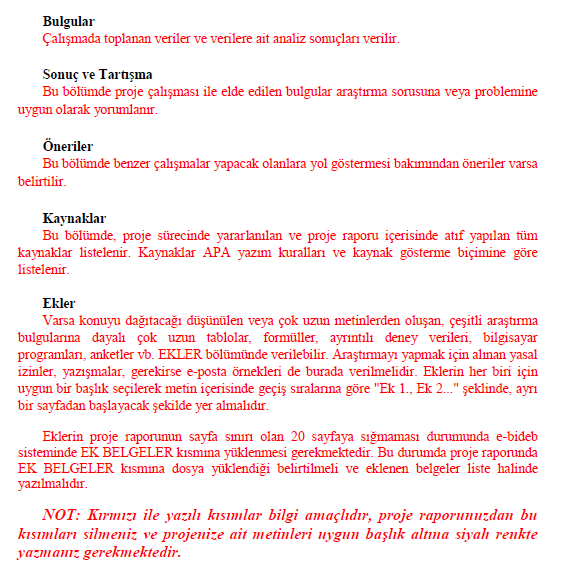 Bulgular
Çalışmada toplanan veriler ve verilere ait analiz sonuçları verilir.
Sonuç ve Tartışma
Bu bölümde proje çalışması ile elde edilen bulgular araştırma sorusuna veya problemine
uygun olarak yorumlanır.
Öneriler
Bu bölümde benzer çalışmalar yapacak olanlara yol göstermesi bakımından öneriler varsa
belirtilir.
Kaynaklar
Bu bölümde, proje sürecinde yararlanılan ve proje raporu içerisinde atıf yapılan tüm
kaynaklar listelenir. Kaynaklar APA yazım kuralları ve kaynak gösterme biçimine göre
listelenir.
Ekler
Varsa konuyu dağıtacağı düşünülen veya çok uzun metinlerden oluşan, çeşitli araştırma
bulgularına dayalı çok uzun tablolar, formüller, ayrıntılı deney verileri, bilgisayar
programları, anketler vb. EKLER bölümünde verilebilir. Araştırmayı yapmak için alınan yasal
izinler, yazışmalar, gerekirse e-posta örnekleri de burada verilmelidir. Eklerin her biri için
uygun bir başlık seçilerek metin içerisinde geçiş sıralarına göre "Ek 1., Ek 2..." şeklinde, ayrı
bir sayfadan başlayacak şekilde yer almalıdır.
Eklerin proje raporunun sayfa sınırı olan 20 sayfaya sığmaması durumunda e-bideb
sisteminde EK BELGELER kısmına yüklenmesi gerekmektedir. Bu durumda proje raporunda
EK BELGELER kısmına dosya yüklendiği belirtilmeli ve eklenen belgeler liste halinde
yazılmalıdır.
NOT: Kırmızı ile yazılı kısımlar bilgi amaçlıdır, proje raporunuzdan bu
kısımları silmeniz ve projenize ait metinleri uygun başlık altına siyah renkte
yazmanız gerekmektedir.